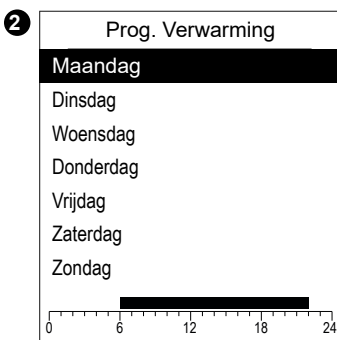 2
Prog. Verwarming
Maandag
Dinsdag
Woensdag
Donderdag
Vrijdag
Zaterdag
Zondag
0 6 12 18 24